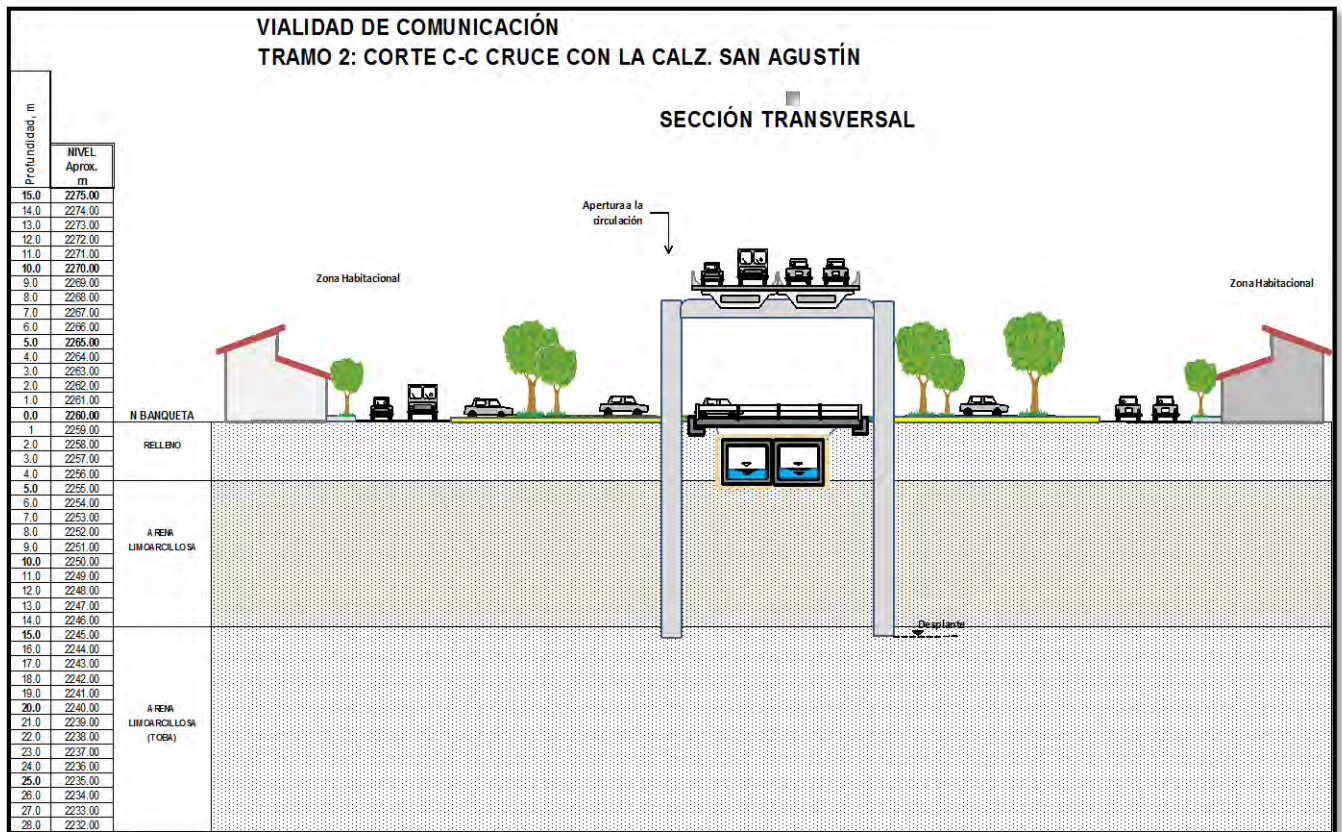 VIALIDAD DE COMUNICACIÓN
TRAMO 2: CORTE C-C CRUCE CON LA CALZ. SAN AGUSTÍN
SECCIÓN TRANSVERSAL
Profundidad, m
NIVEL
Aprox.
m
15.0 2275.00
14.0 2274.00
13.0 2273.00
12.0 2272.00
11.0 2271.00
10.0 2270.00
9.0 2269.00
8.0 2268.00
7.0 2267.00
6.0 2266.00
5.0 2265.00
4.0 2264.00
3.0 2263.00
2.0 2262.00
1.0 2261.00
0.0 2260.00 N BANQUETA
1 2259.00
2.0 2258.00 RELLENO
3.0 2257.00
4.0 2256.00
5.0 2255.00
6.0 2254.00
7.0 2253.00
8.0 2252.00 ARENA
9.0 2251.00 LIMOARCILLOSA
10.0 2250.00
11.0 2249.00
12.0 2248.00
13.0 2247.00
14.0 2246.00
15.0 2245.00
16.0 2244.00
17.0 2243.00
18.0 2242.00
19.0 2241.00
20.0 2240.00 ARENA
21.0 2239.00 LIMOARCILLOSA
22.0 2238.00 (TOBA)
23.0 2237.00
24.0 2236.00
25.0 2235.00
26.0 2234.00
27.0 2233.00
28.0 2232.00
Apertura a la
circulación
Zona Habitacional
Zona Habitacional
Desplante